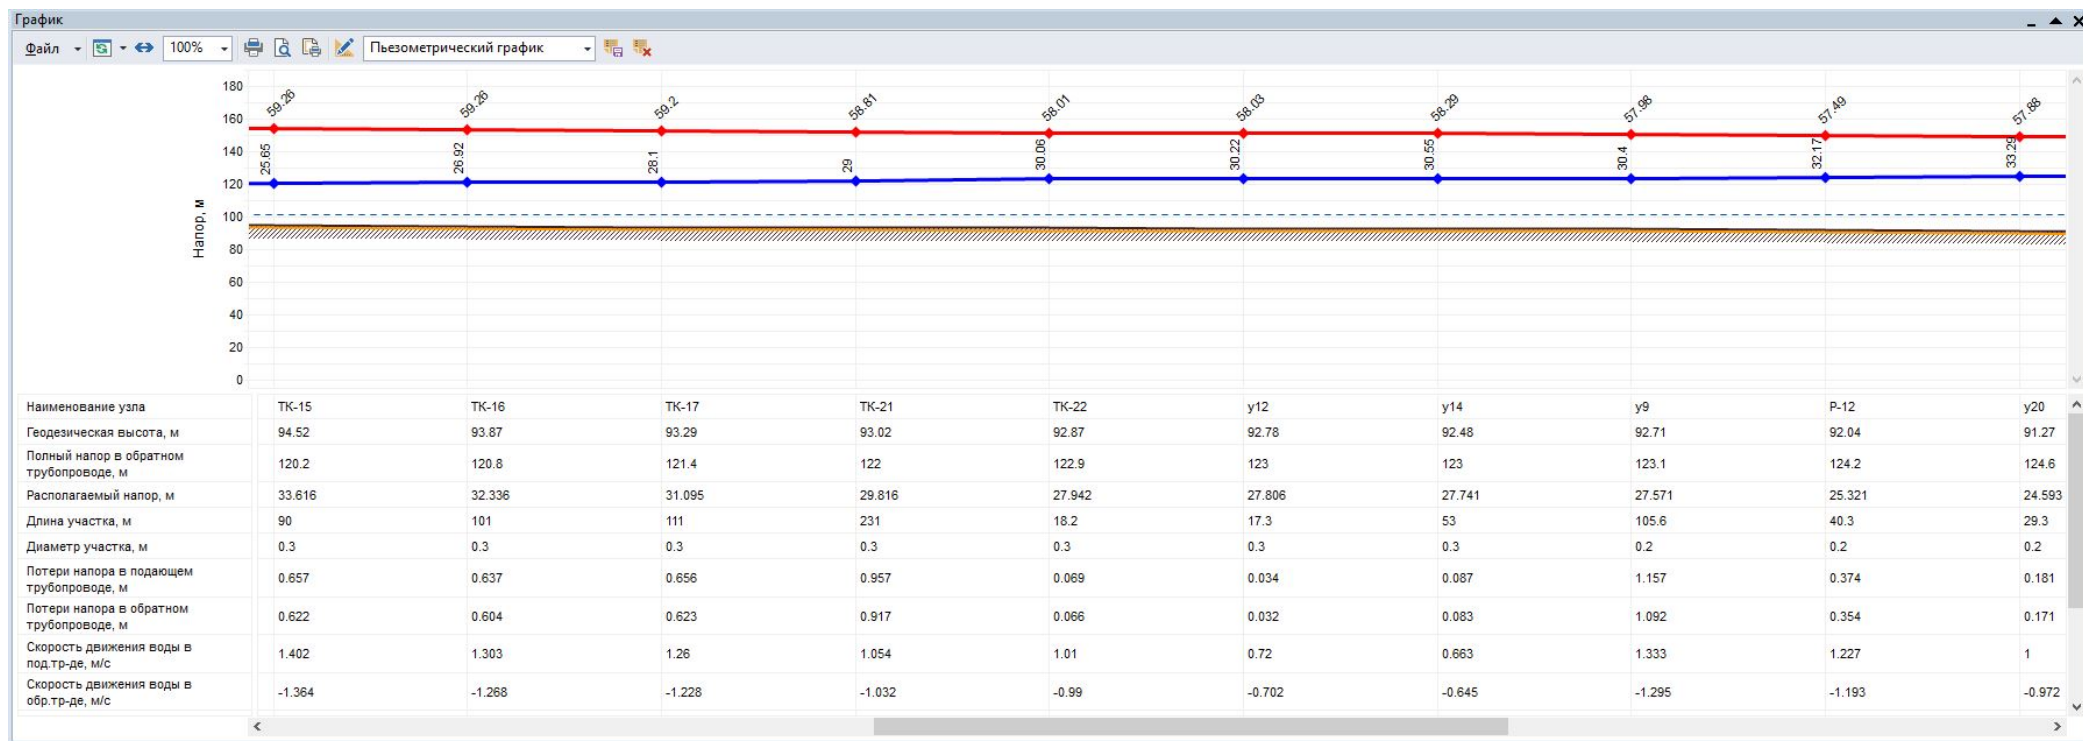 График
Файл 100% Пьезометрический график
180
160
140
120
100
80
60
40
20
0
Напор, м
59.26 59.26 59.2 58.81 58.01 58.03 58.29 57.98 57.49 57.88
25.65 26.92 28.1 29 30.06 30.22 30.55 30.4 32.17 33.29
Наименование узла ТК-15 ТК-16 ТК-17 ТК-21 ТК-22 у12 у14 у9 Р-12 у20
Геодезическая высота, м 94.52 93.87 93.29 93.02 92.87 92.78 92.48 92.71 92.04 91.27
Полный напор в обратном
трубопроводе, м 120.2 120.8 121.4 122 122.9 123 123 123.1 124.2 124.6
Располагаемый напор, м 33.616 32.336 31.095 29.816 27.942 27.806 27.741 27.571 25.321 24.593
Длина участка, м 90 101 111 231 18.2 17.3 53 105.6 40.3 29.3
Диаметр участка, м 0.3 0.3 0.3 0.3 0.3 0.3 0.3 0.2 0.2 0.2
Потери напора в подающем
трубопроводе, м 0.657 0.637 0.656 0.957 0.069 0.034 0.087 1.157 0.374 0.181
Потери напора в обратном
трубопроводе, м 0.622 0.604 0.623 0.917 0.066 0.032 0.083 1.092 0.354 0.171
Скорость движения воды в
под.тр-де, м/с 1.402 1.303 1.26 1.054 1.01 0.72 0.663 1.333 1.227 1
Скорость движения воды в
обр.тр-де, м/с -1.364 -1.268 -1.228 -1.032 -0.99 -0.702 -0.645 -1.295 -1.193 -0.972